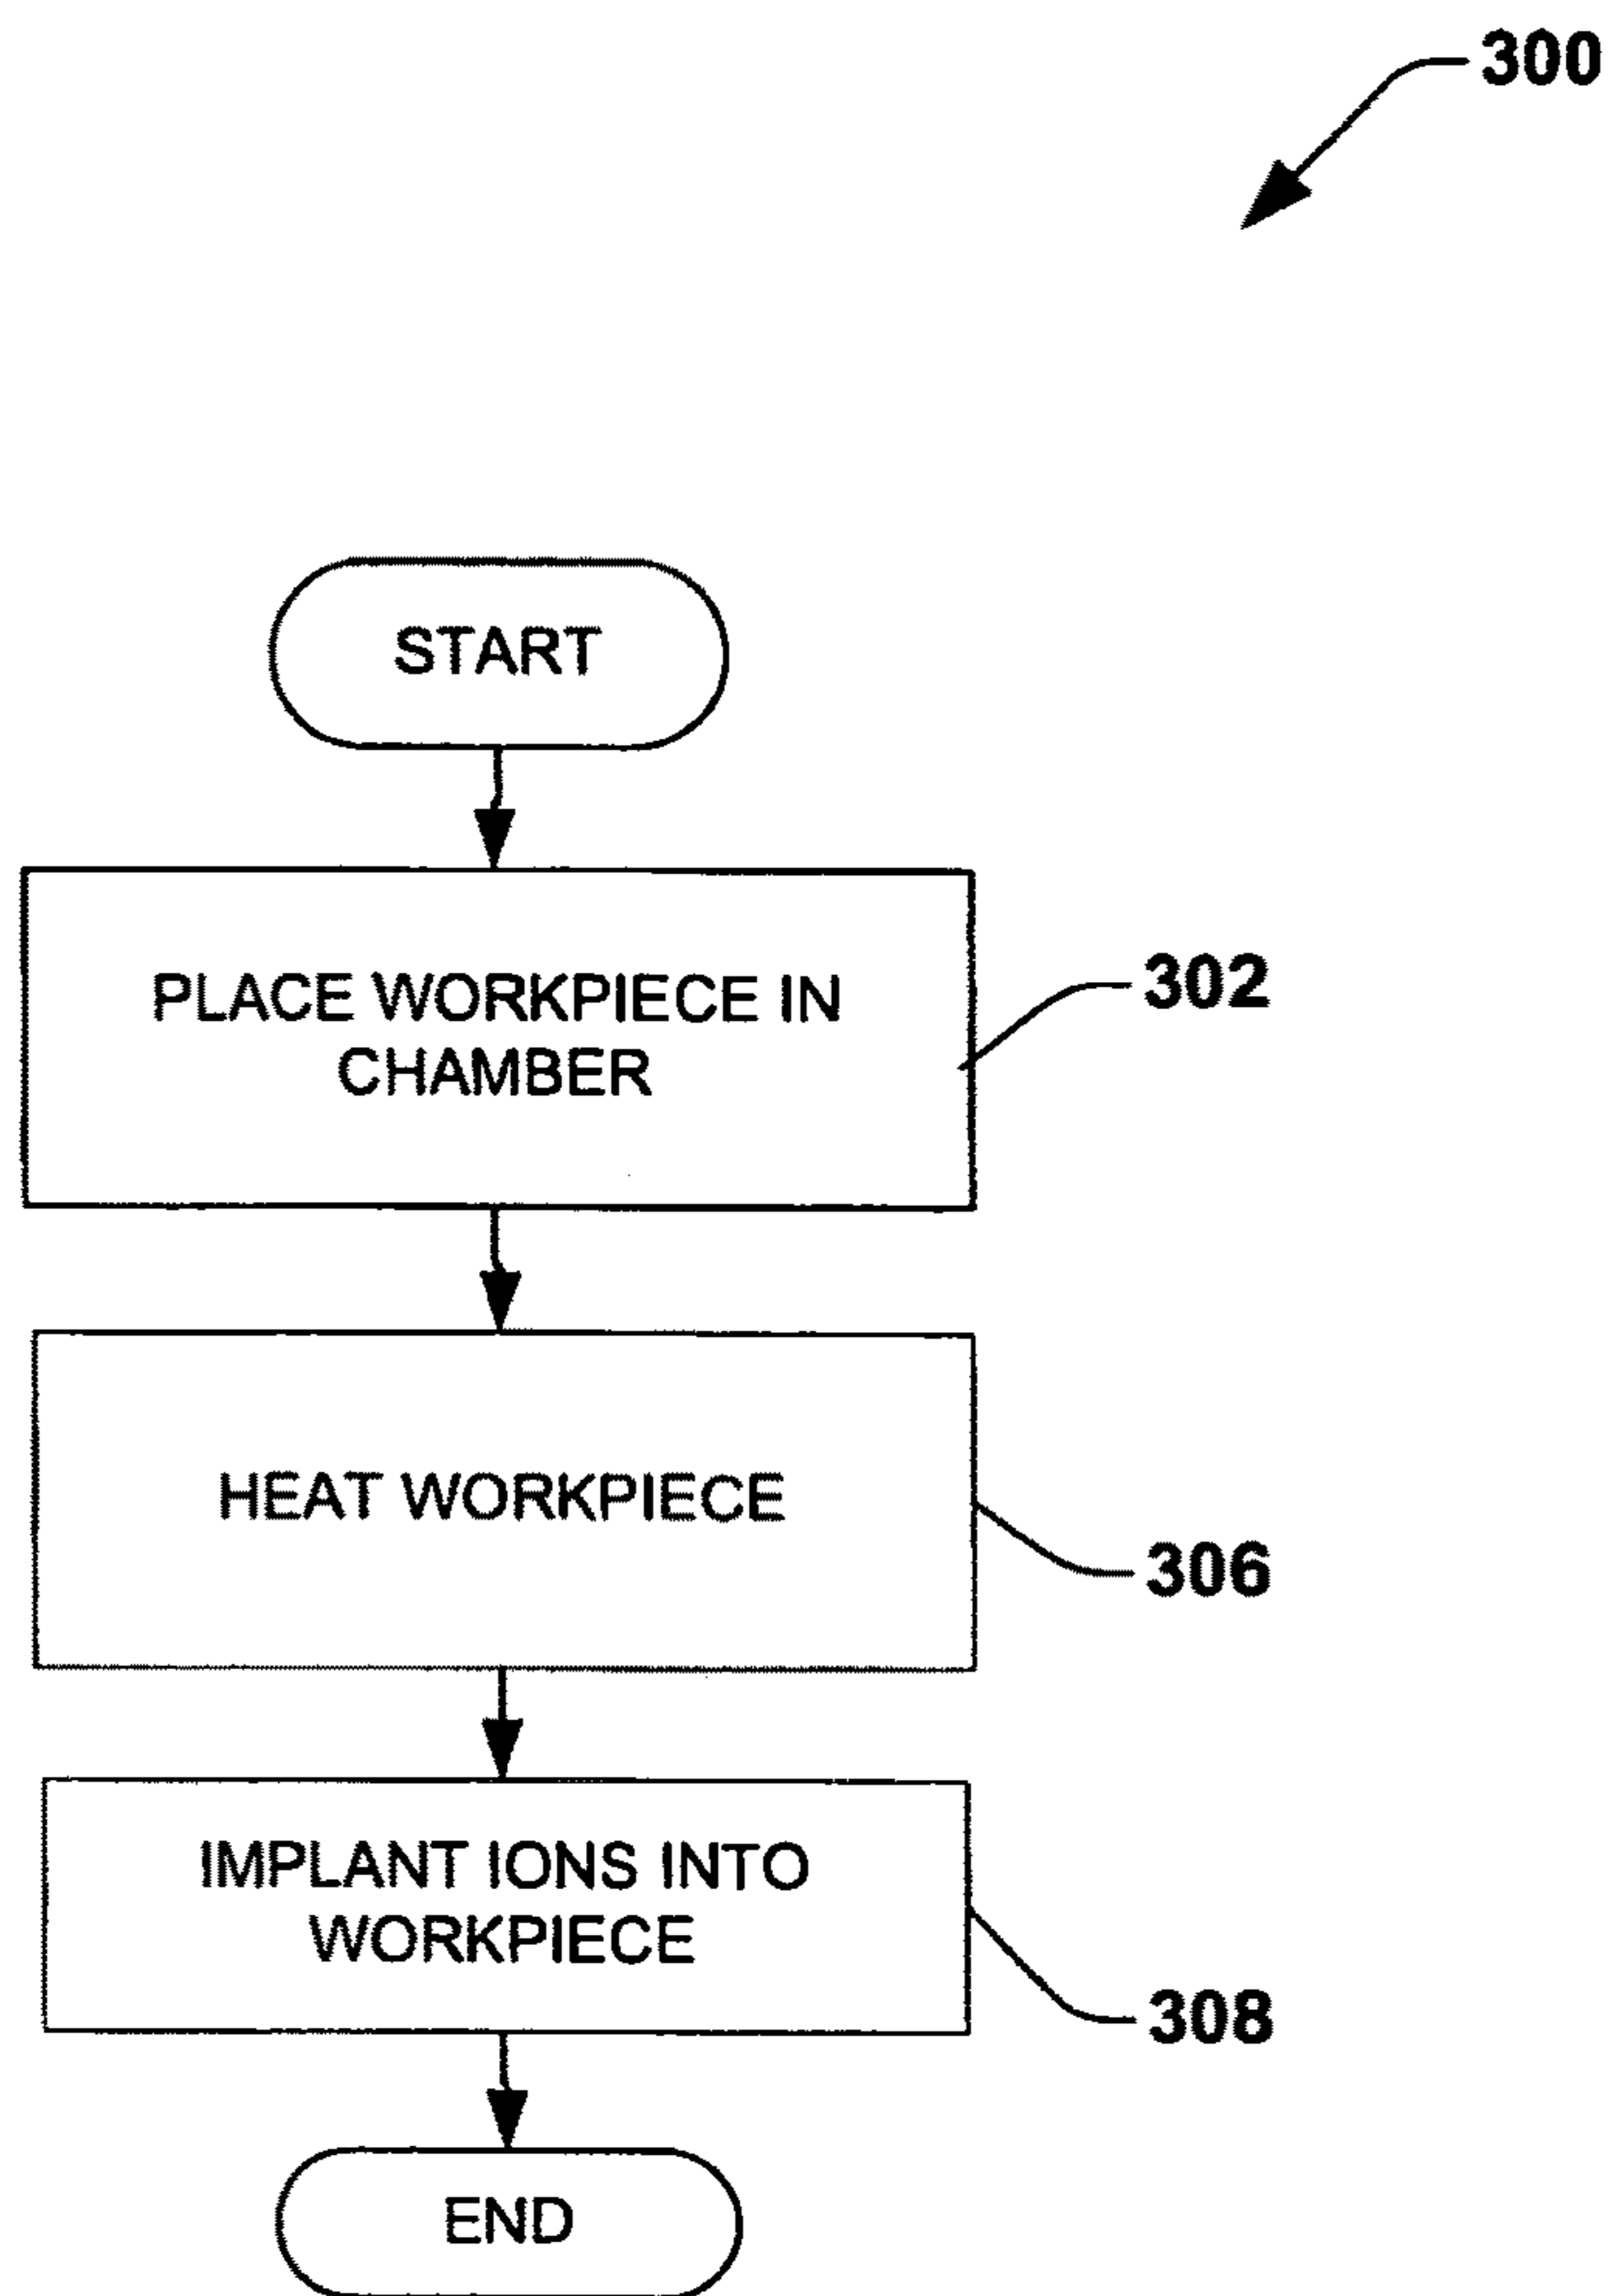 300
START
PLACE WORKPIECE IN
CHAMBER
302
HEAT WORKPIECE
306
IMPLANT IONS INTO
WORKPIECE
308
END